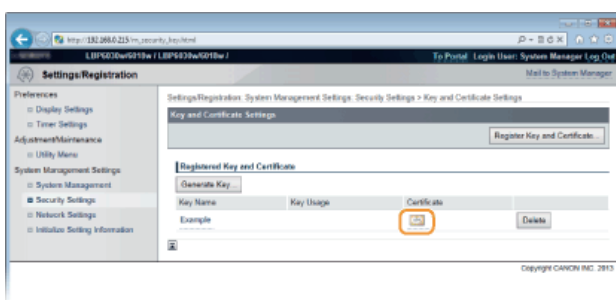 http://192.168.0.215/m_security_key.html
LBP6030w/6018w / LBP6030w/6018w /
To Portal Login User: System Manager Log Out
Settings/Registration
Mail to System Manager
Preferences
Display Settings
Timer Settings
Adjustment/Maintenance
Utility Menu
System Management Settings
System Management
Security Settings
Network Settings
Initialize Setting Information
Settings/Registration: System Management Settings: Security Settings > Key and Certificate Settings
Key and Certificate Settings
Register Key and Certificate...
Registered Key and Certificate
Generate Key...
Key Name Key Usage Certificate
Example Delete
Copyright CANON INC. 2013